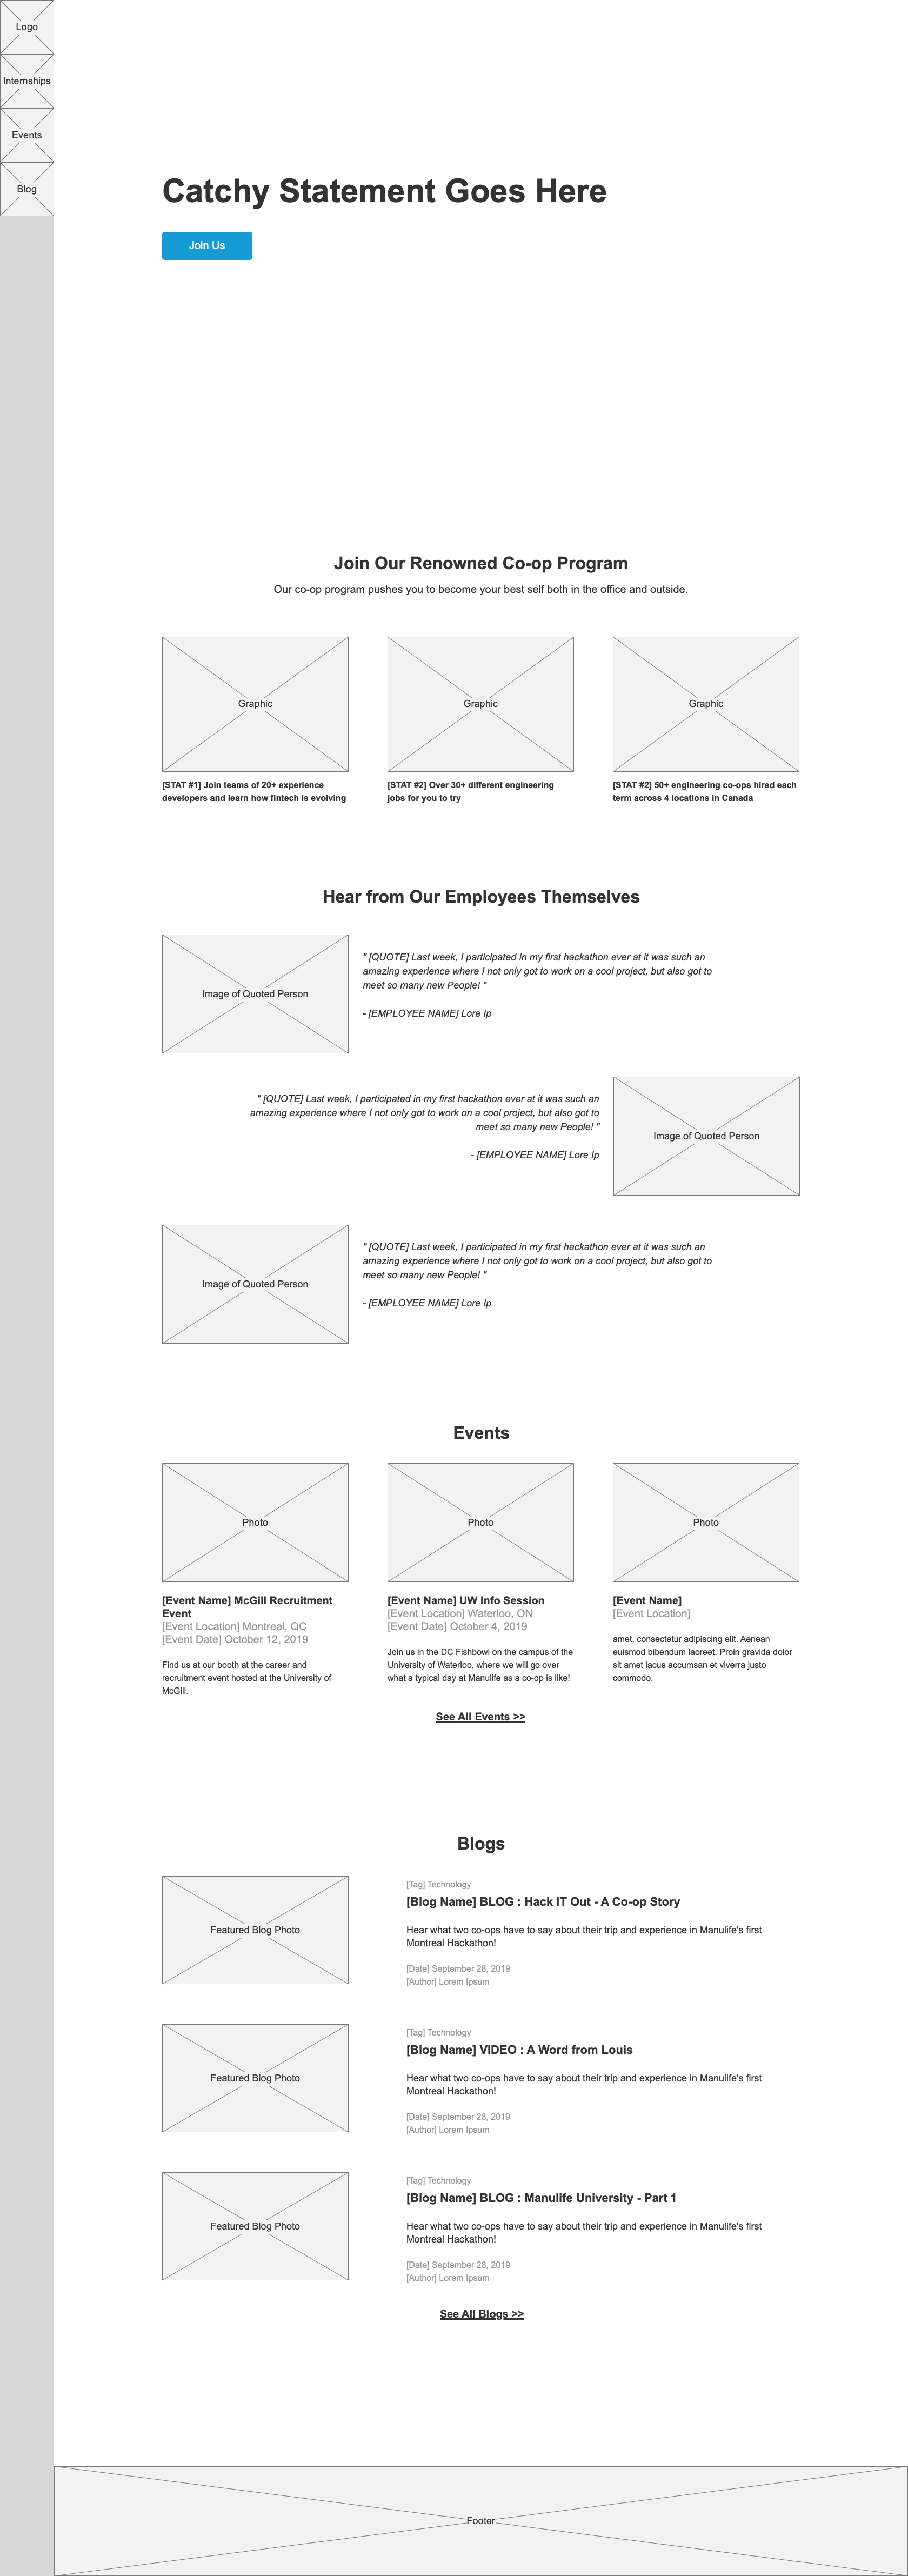 Logo
Internships
Events
Blog
Catchy Statement Goes Here
Join Us
Join Our Renowned Co-op Program
Our co-op program pushes you to become your best self both in the office and outside.
Graphic
[STAT #1] Join teams of 20+ experience
developers and learn how fintech is evolving
Graphic
[STAT #2] Over 30+ different engineering
jobs for you to try
Graphic
[STAT #2] 50+ engineering co-ops hired each
term across 4 locations in Canada
Hear from Our Employees Themselves
Image of Quoted Person
" [QUOTE] Last week, I participated in my first hackathon ever at it was such an
amazing experience where I not only got to work on a cool project, but also got to
meet so many new People! "
- [EMPLOYEE NAME] Lore Ip
" [QUOTE] Last week, I participated in my first hackathon ever at it was such an
amazing experience where I not only got to work on a cool project, but also got to
meet so many new People! "
- [EMPLOYEE NAME] Lore Ip
Image of Quoted Person
Image of Quoted Person
" [QUOTE] Last week, I participated in my first hackathon ever at it was such an
amazing experience where I not only got to work on a cool project, but also got to
meet so many new People! "
- [EMPLOYEE NAME] Lore Ip
Events
Photo
[Event Name] McGill Recruitment
Event
[Event Location] Montreal, QC
[Event Date] October 12, 2019
Find us at our booth at the career and
recruitment event hosted at the University of
McGill.
Photo
[Event Name] UW Info Session
[Event Location] Waterloo, ON
[Event Date] October 4, 2019
Join us in the DC Fishbowl on the campus of the
University of Waterloo, where we will go over
what a typical day at Manulife as a co-op is like!
Photo
[Event Name]
[Event Location]
amet, consectetur adipiscing elit. Aenean
euismod bibendum laoreet. Proin gravida dolor
sit amet lacus accumsan et viverra justo
commodo.
See All Events >>
Blogs
Featured Blog Photo
[Tag] Technology
[Blog Name] BLOG : Hack IT Out - A Co-op Story
Hear what two co-ops have to say about their trip and experience in Manulife's first
Montreal Hackathon!
[Date] September 28, 2019
[Author] Lorem Ipsum
Featured Blog Photo
[Tag] Technology
[Blog Name] VIDEO : A Word from Louis
Hear what two co-ops have to say about their trip and experience in Manulife's first
Montreal Hackathon!
[Date] September 28, 2019
[Author] Lorem Ipsum
Featured Blog Photo
[Tag] Technology
[Blog Name] BLOG : Manulife University - Part 1
Hear what two co-ops have to say about their trip and experience in Manulife's first
Montreal Hackathon!
[Date] September 28, 2019
[Author] Lorem Ipsum
See All Blogs >>
Footer